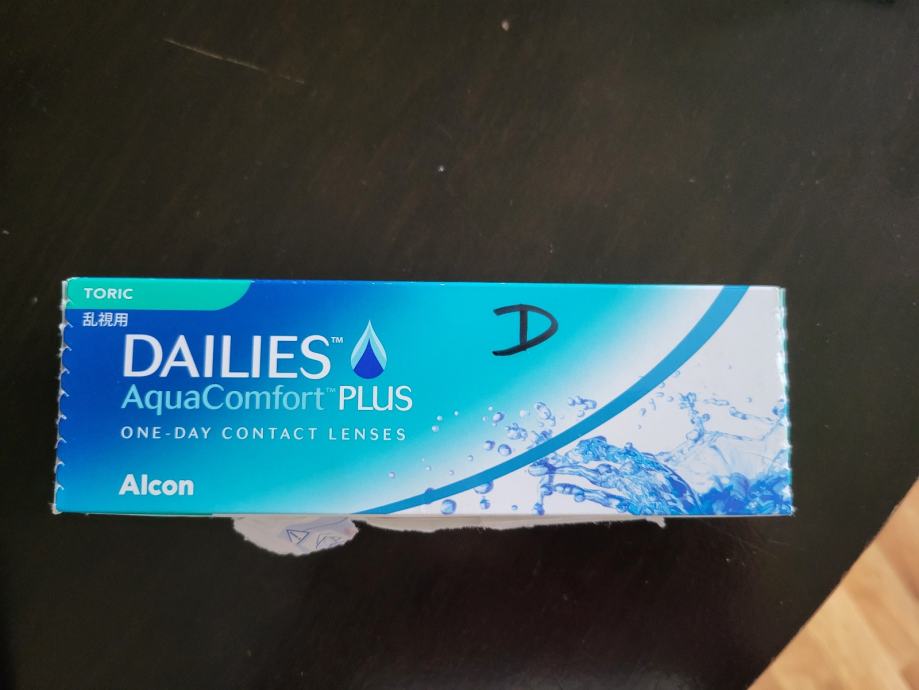 TORIC
乱視用
DAILIES™
AquaComfort™ PLUS
ONE-DAY CONTACT LENSES
Alcon
D